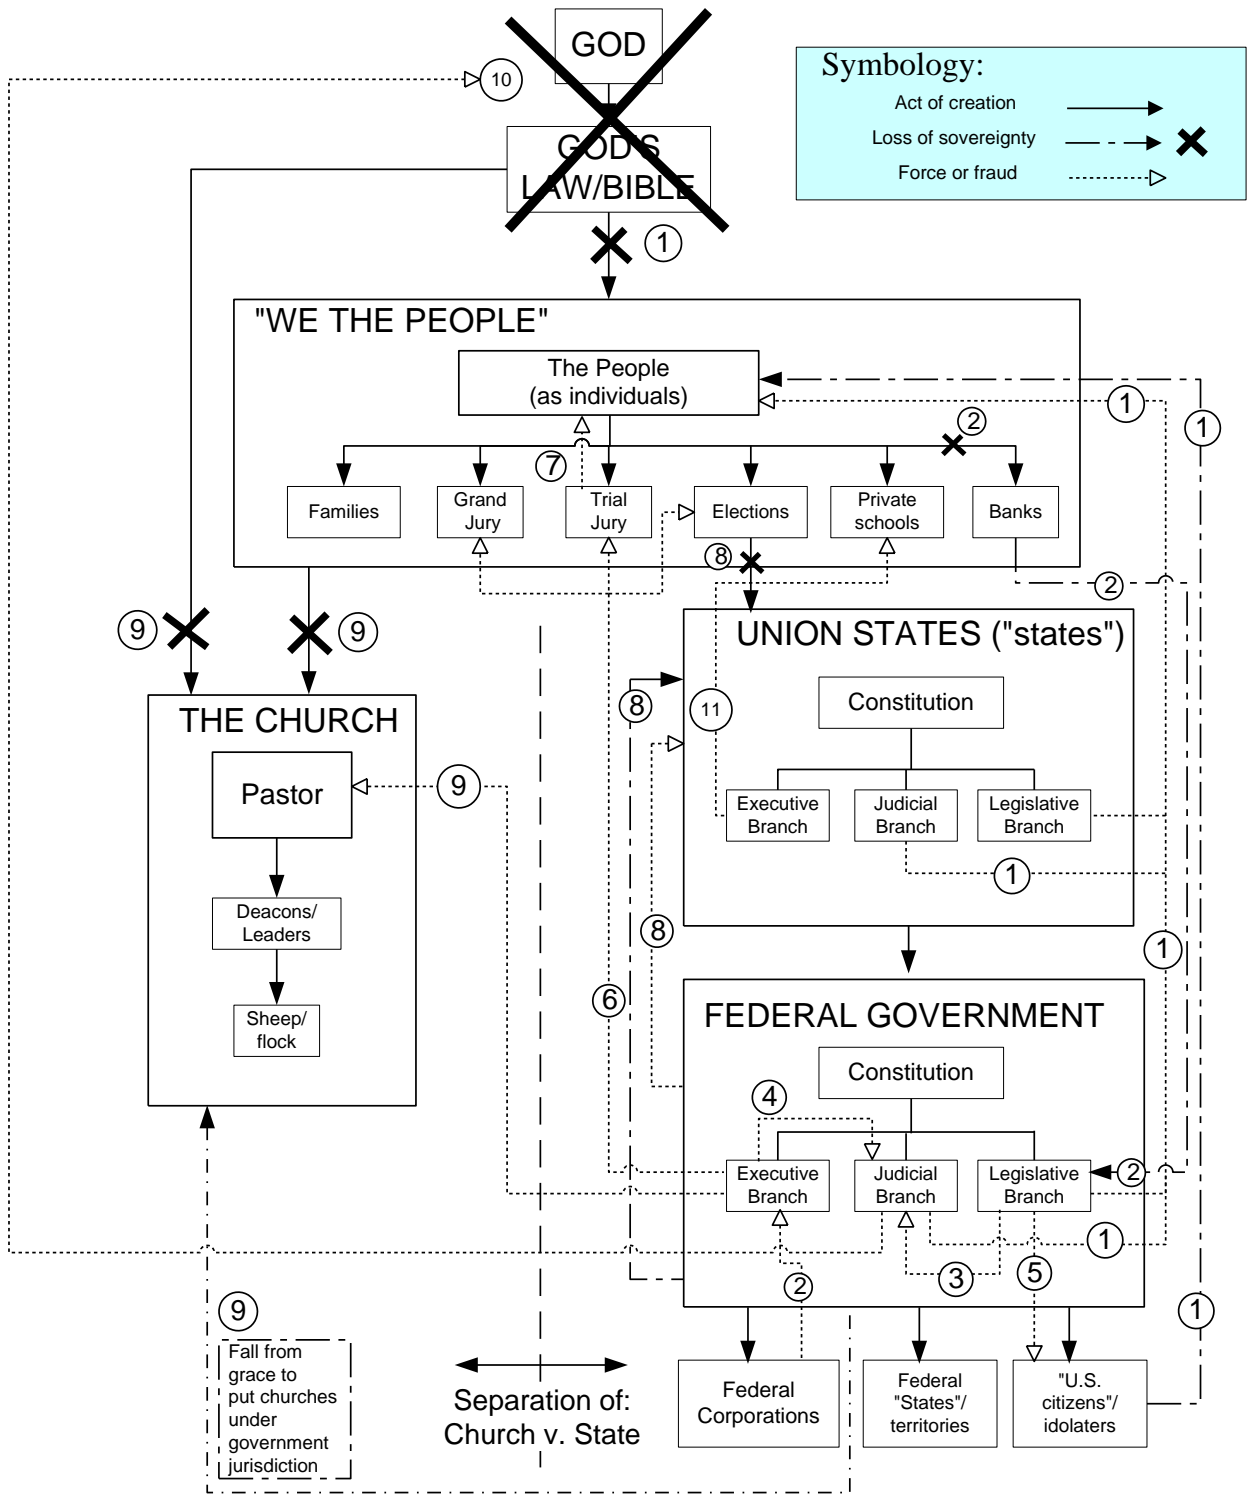 GOD
10
Symbology:
Act of creation
Loss of sovereignty
Force or fraud
GOD'S
LAW/BIBLE
1
"WE THE PEOPLE"
The People
(as individuals)
1
1
2
7
Families
Grand
Jury
Trial
Jury
Elections
Private
schools
Banks
8
2
9
9
UNION STATES ("states")
8
11
Constitution
Executive
Branch
Judicial
Branch
Legislative
Branch
1
THE CHURCH
Pastor
9
Deacons/
Leaders
Sheep/
flock
8
1
6
FEDERAL GOVERNMENT
Constitution
4
Executive
Branch
Judicial
Branch
Legislative
Branch
2
1
3
5
2
9
Fall from
grace to
put churches
under
government
jurisdiction
1
Separation of:
Church v. State
Federal
Corporations
Federal
"States"/
territories
"U.S.
citizens"/
idolaters